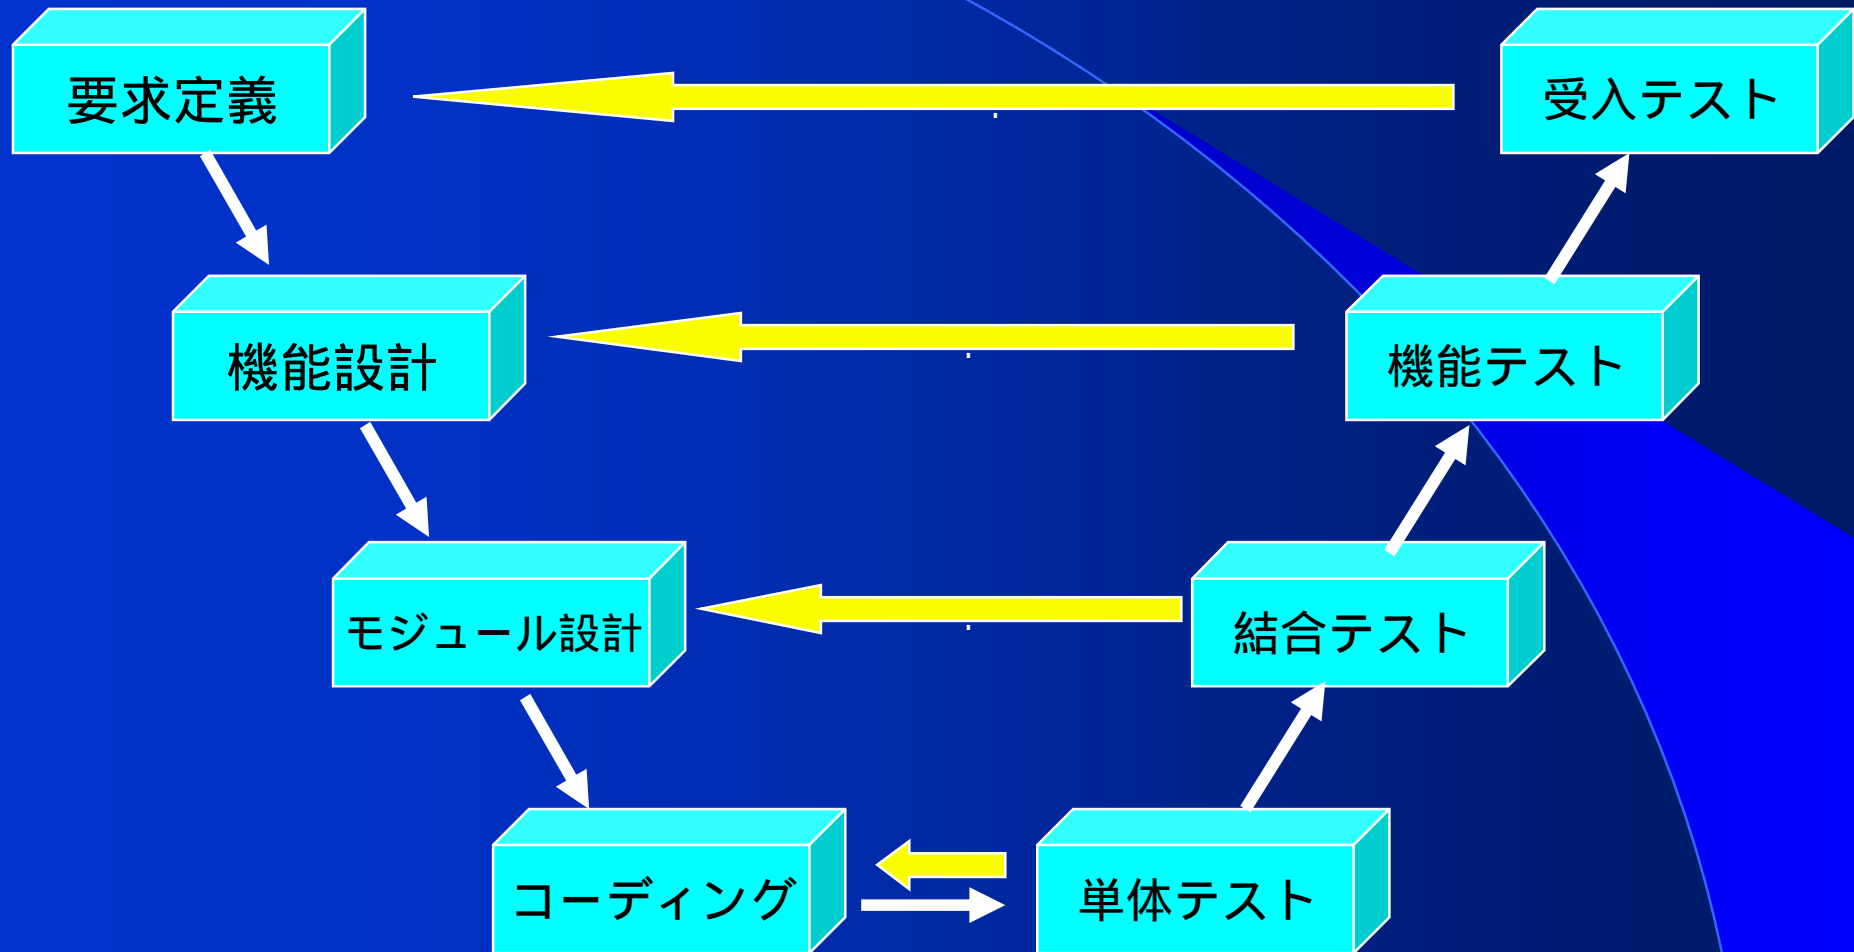 要求定義
受入テスト
機能設計
機能テスト
モジュール設計
結合テスト
コーディング
単体テスト